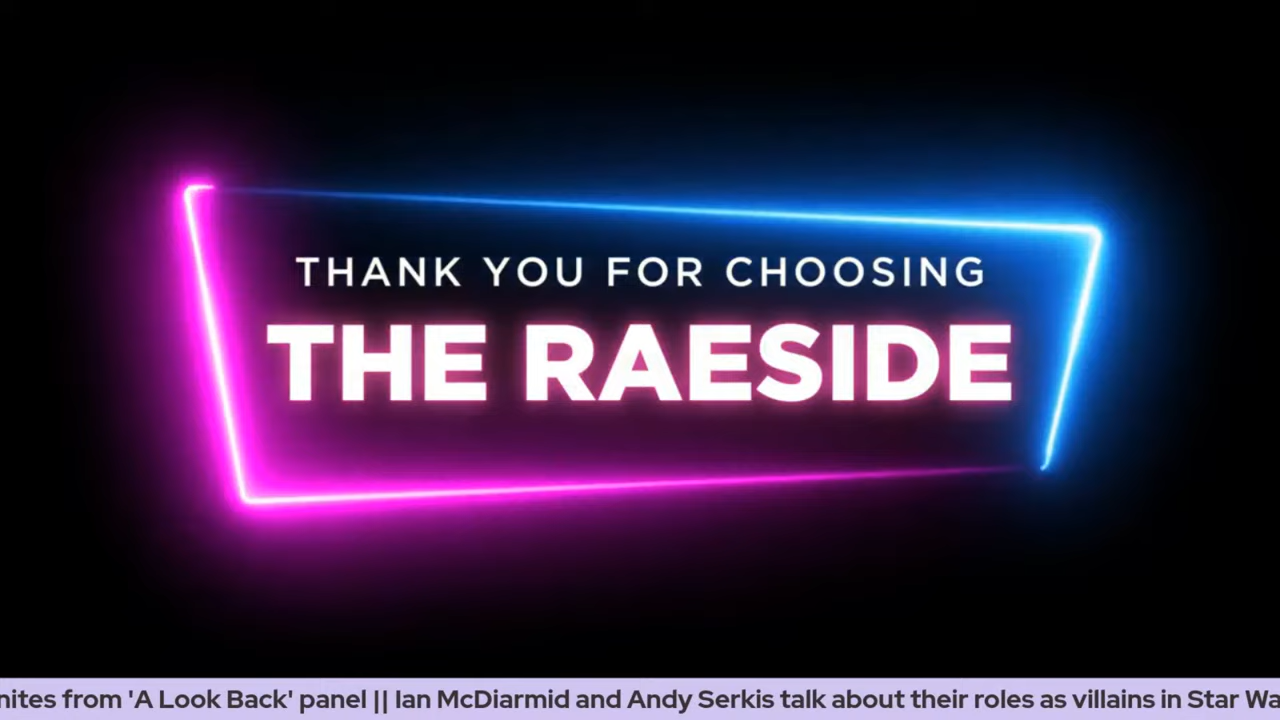 THANK YOU FOR CHOOSING
THE RAESIDE
from 'A Look Back' panel || Ian McDiarmid and Andy Serkis talk about their roles as villains in Star